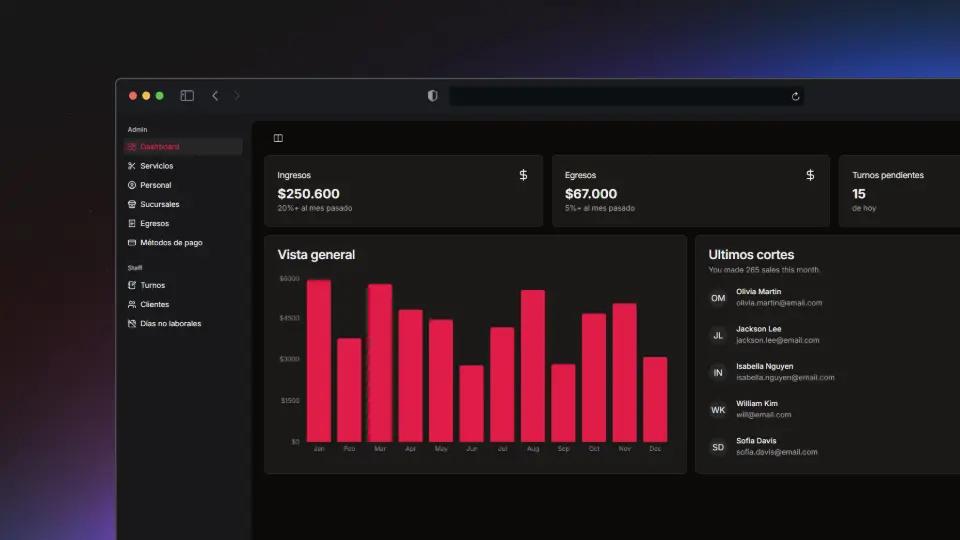 Admin
Dashboard
Servicios
Personal
Sucursales
Egresos
Métodos de pago
Staff
Turnos
Clientes
Días no laborales
Ingresos
$250.600
20%+ al mes pasado
Egresos
$67.000
5%+ al mes pasado
Turnos pendientes
15
de hoy
Vista general
$6000
$4500
$3000
$1500
$0
Jan Feb Mar Apr May Jun Jul Aug Sep Oct Nov Dec
Ultimos cortes
You made 265 sales this month.
OM
Olivia Martin
olivia.martin@email.com
JL
Jackson Lee
jackson.lee@email.com
IN
Isabella Nguyen
isabella.nguyen@email.com
WK
William Kim
will@email.com
SD
Sofia Davis
sofia.davis@email.com